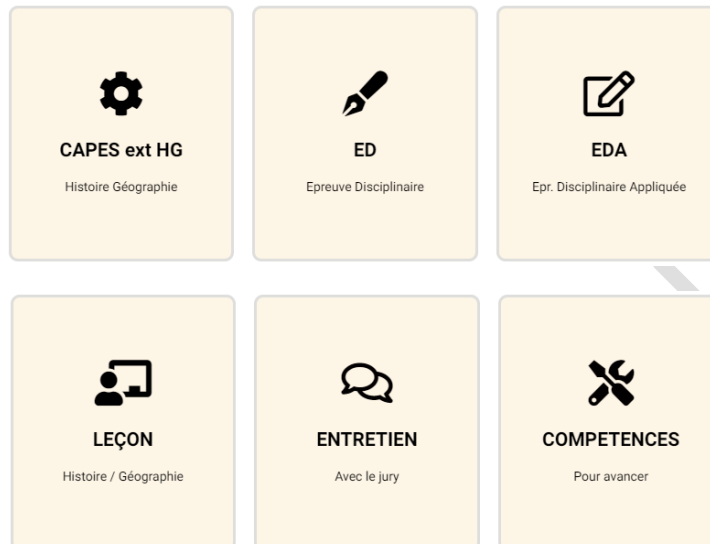 CAPES ext HG
Histoire Géographie
ED
Epreuve Disciplinaire
EDA
Epr. Disciplinaire Appliquée
LEÇON
Histoire / Géographie
ENTRETIEN
Avec le jury
COMPETENCES
Pour avancer